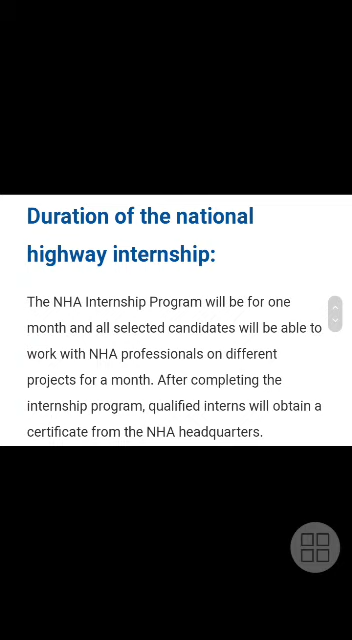 Duration of the national
highway internship:
The NHA Internship Program will be for one
month and all selected candidates will be able to
work with NHA professionals on different
projects for a month. After completing the
internship program, qualified interns will obtain a
certificate from the NHA headquarters.